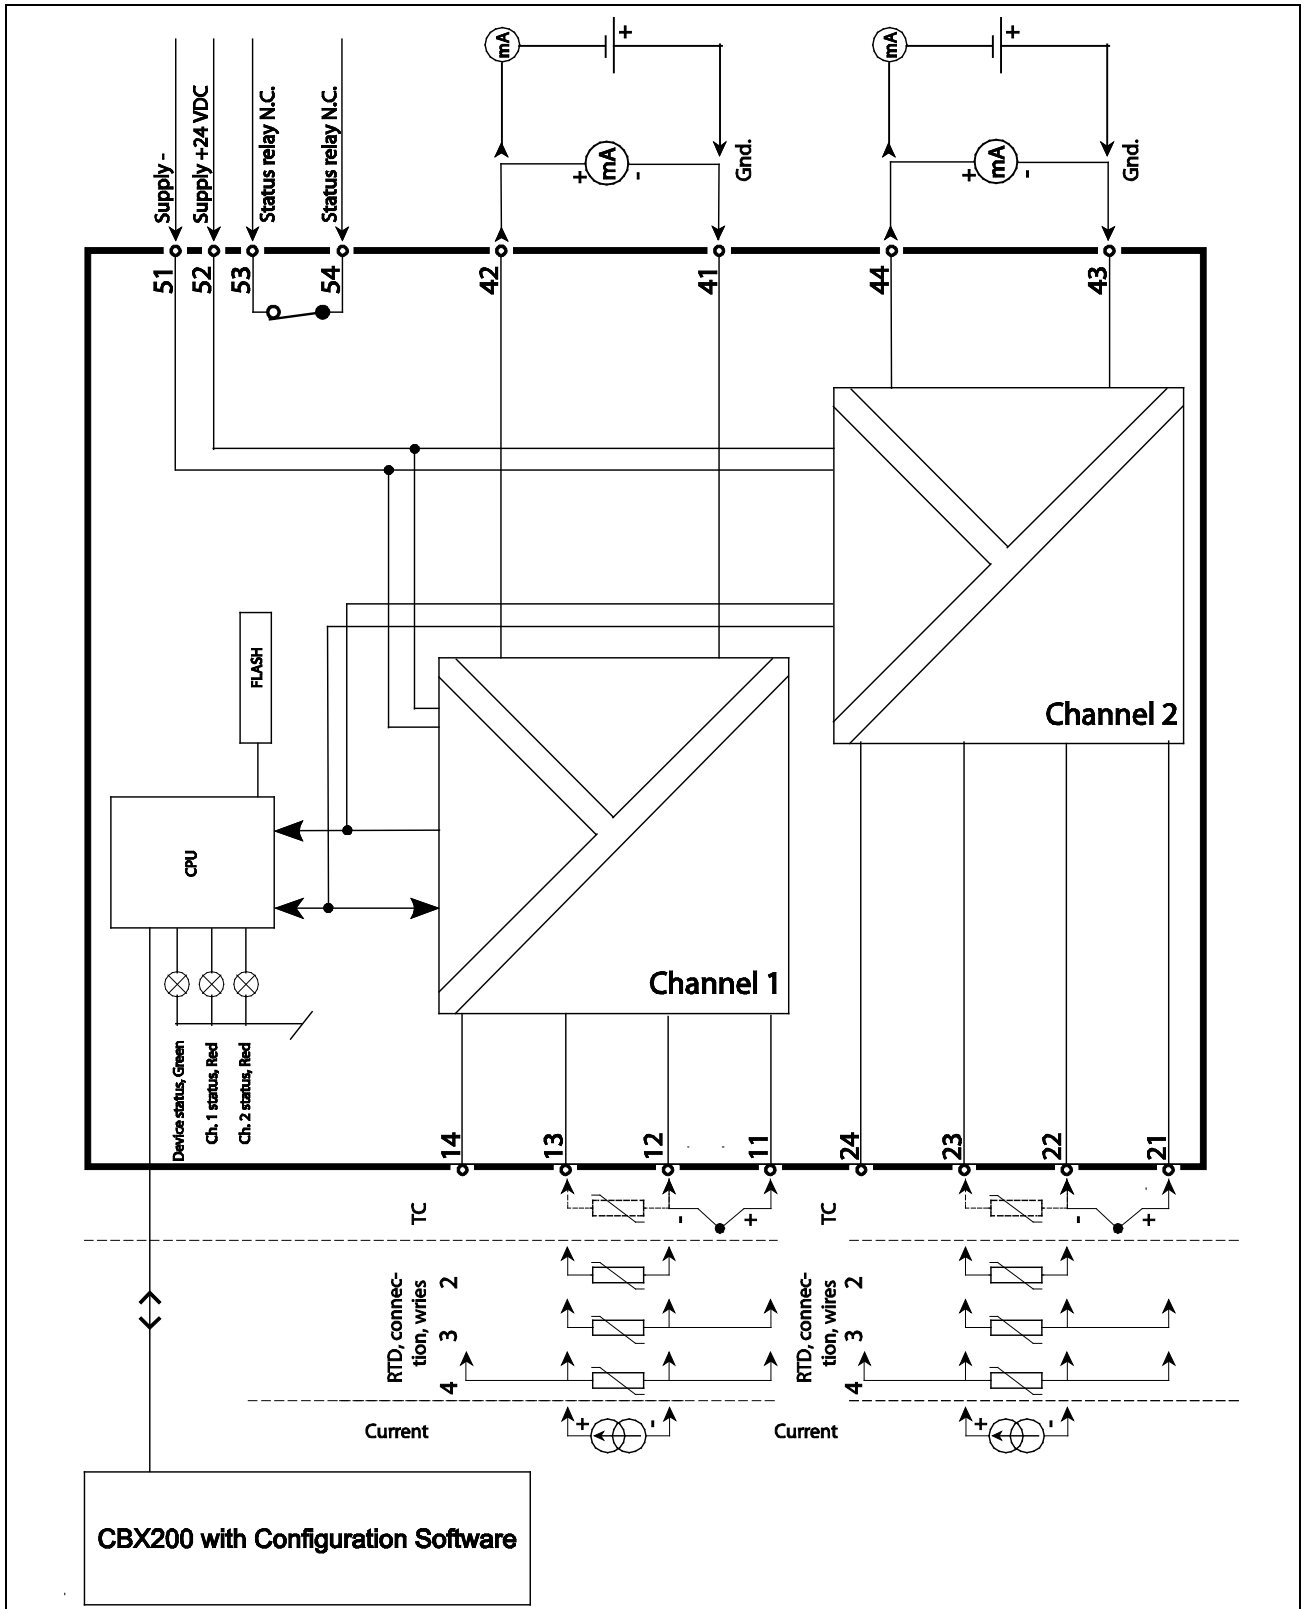 mA
+
mA
+
Supply -
Supply +24 VDC
Status relay N.C.
Status relay N.C.
+
mA
-
Gnd.
+
mA
-
Gnd.
51
52
53
54
42
41
44
43
FLASH
CPU
Channel 2
Channel 1
Device status, Green
Ch. 1 status, Red
Ch. 2 status, Red
14
13
12
11
24
23
22
21
TC
-
+
TC
-
+
RTD, connec-
tion, wries
2
3
4
RTD, connec-
tion, wires
2
3
4
Current
+
-
Current
+
-
CBX200 with Configuration Software